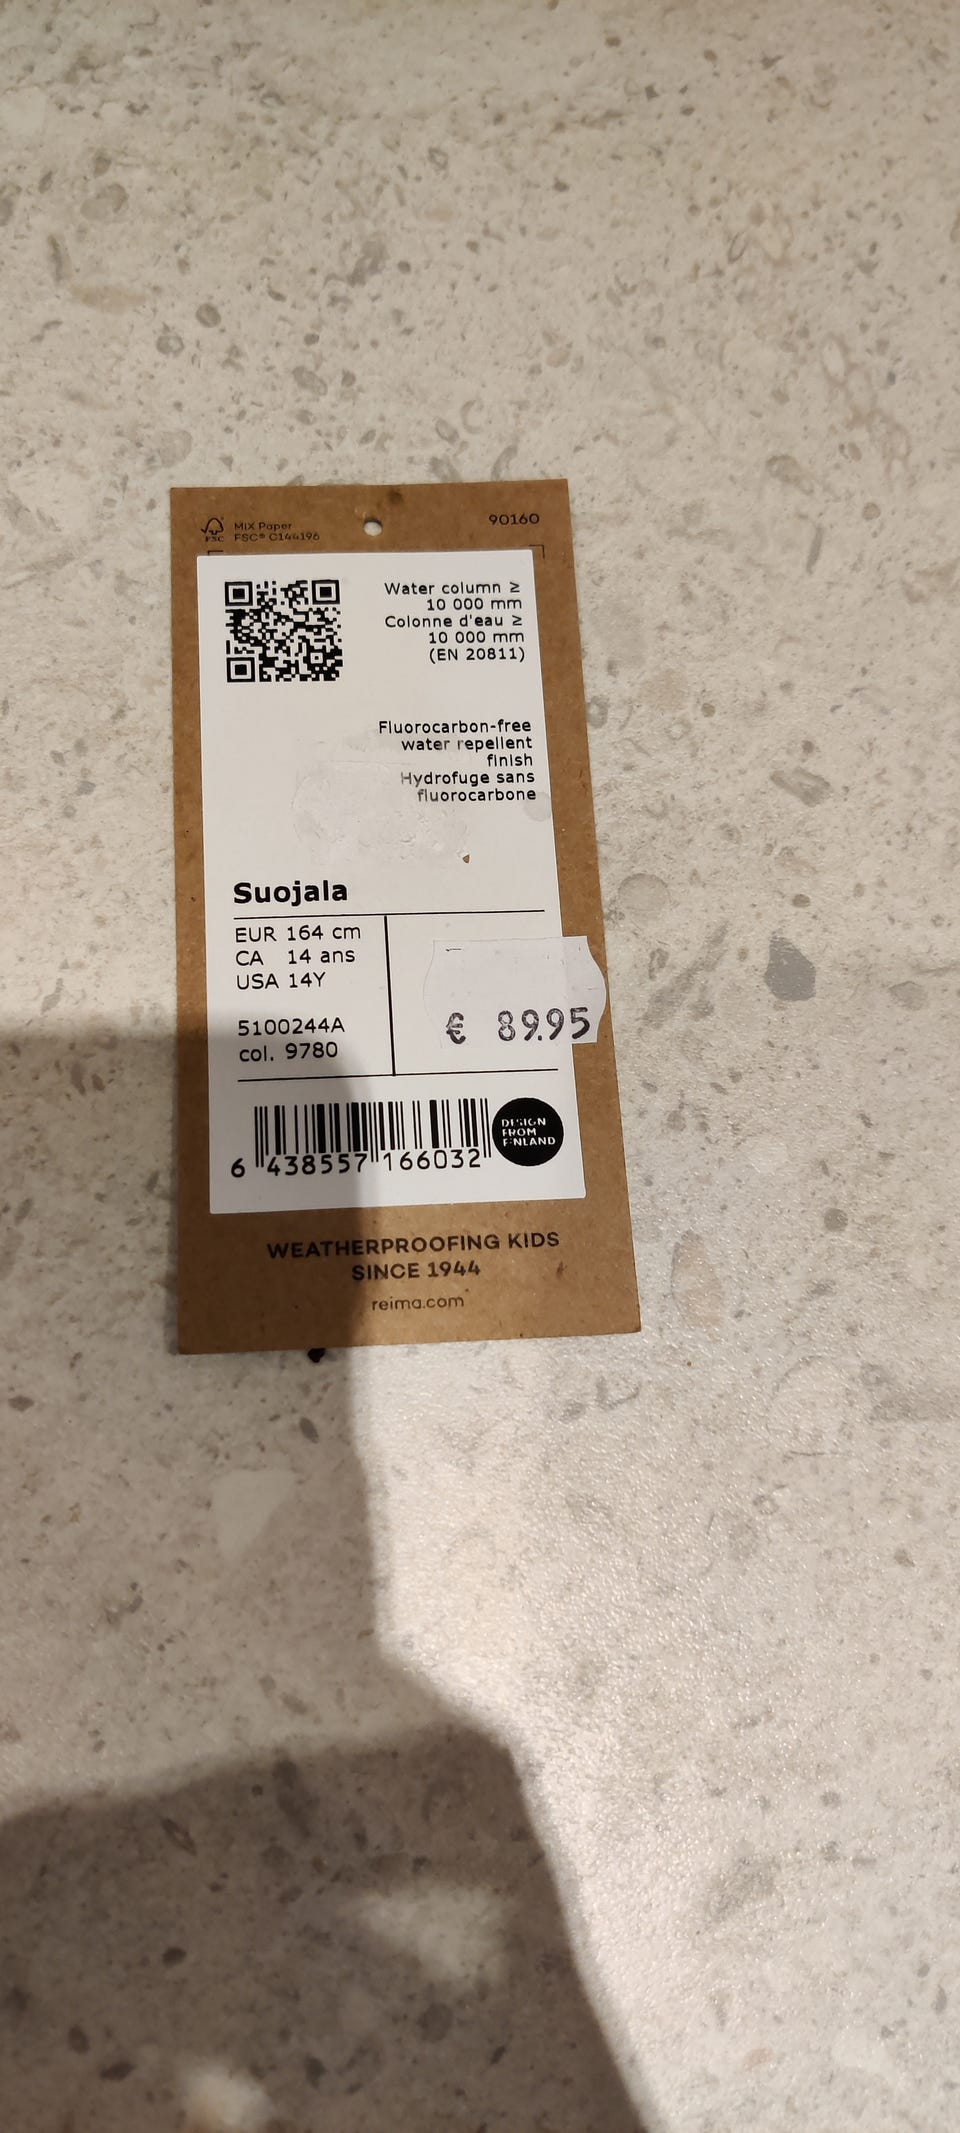 MIX Paper
FSC® C144196
FSC
90160
Water column ≥
10 000 mm
Colonne d'eau ≥
10 000 mm
(EN 20811)
Fluorocarbon-free
water repellent
finish
Hydrofuge sans
fluorocarbone
Suojala
EUR 164 cm
CA 14 ans
USA 14Y
5100244A
col. 9780
€ 89.95
6 438557 166032
DESIGN
FROM
FINLAND
WEATHERPROOFING KIDS
SINCE 1944
reima.com